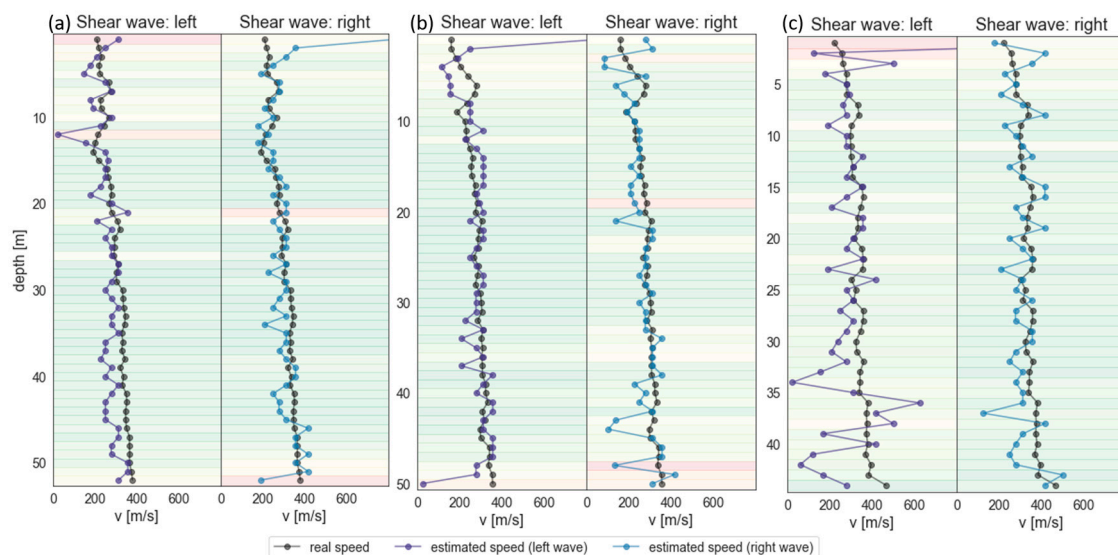 (a) Shear wave: left Shear wave: right
(b) Shear wave: left Shear wave: right
(c) Shear wave: left Shear wave: right
depth [m]
10
20
30
40
50
0 200 400 600
0 200 400 600
v [m/s] v [m/s]
10
20
30
40
50
0 200 400 600
0 200 400 600
v [m/s] v [m/s]
5
10
15
20
25
30
35
40
0 200 400 600
0 200 400 600
v [m/s] v [m/s]
real speed estimated speed (left wave) estimated speed (right wave)